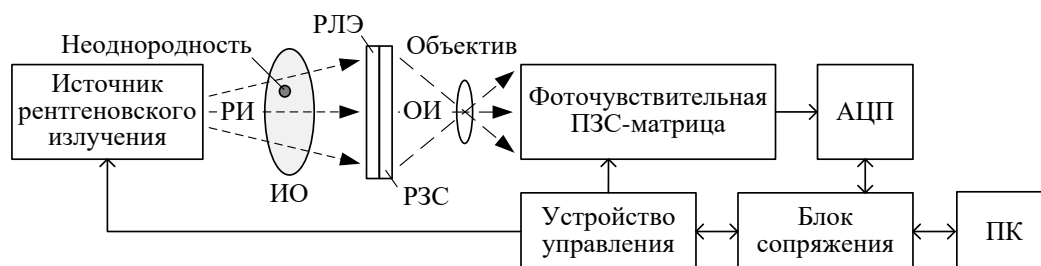 РЛЭ
Неоднородность
Объектив
Источник
рентгеновского
излучения
РИ
ОИ
Фоточувствительная
ПЗС-матрица
АЦП
ИО
РЗС
Устройство
управления
Блок
сопряжения
ПК